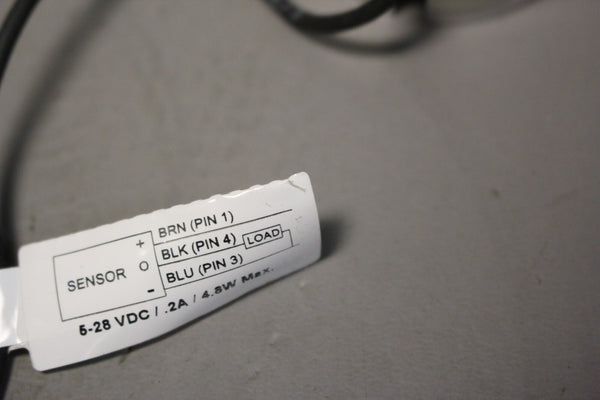 BRN (PIN 1)
+
BLK (PIN 4) LOAD
SENSOR O
BLU (PIN 3)
-
5-28 VDC / .2A / 4.8W Max.